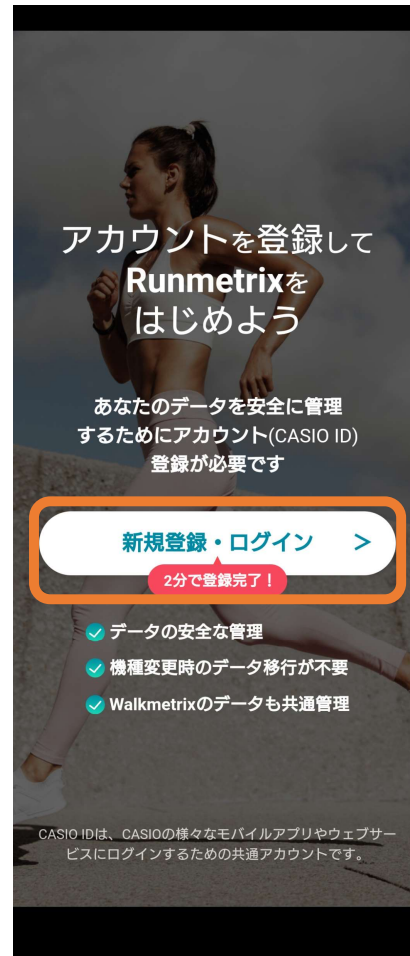 アカウントを登録して
Runmetrixを
はじめよう
あなたのデータを安全に管理
するためにアカウント(CASIO ID)
登録が必要です
新規登録・ログイン >
2分で登録完了！
データの安全な管理
機種変更時のデータ移行が不要
Walkmetrixのデータも共通管理
CASIO IDは、CASIOの様々なモバイルアプリやウェブサー
ビスにログインするための共通アカウントです。